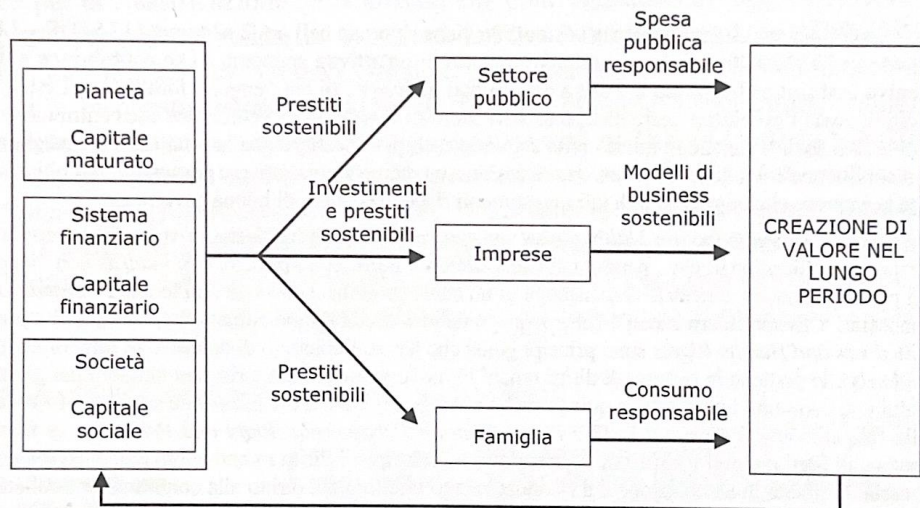 Pianeta
Capitale
maturato
Sistema
finanziario
Capitale
finanziario
Società
Capitale
sociale
Prestiti
sostenibili
Investimenti
e prestiti
sostenibili
Prestiti
sostenibili
Settore
pubblico
Imprese
Famiglia
Spesa
pubblica
responsabile
Modelli di
business
sostenibili
Consumo
responsabile
CREAZIONE DI
VALORE NEL
LUNGO
PERIODO